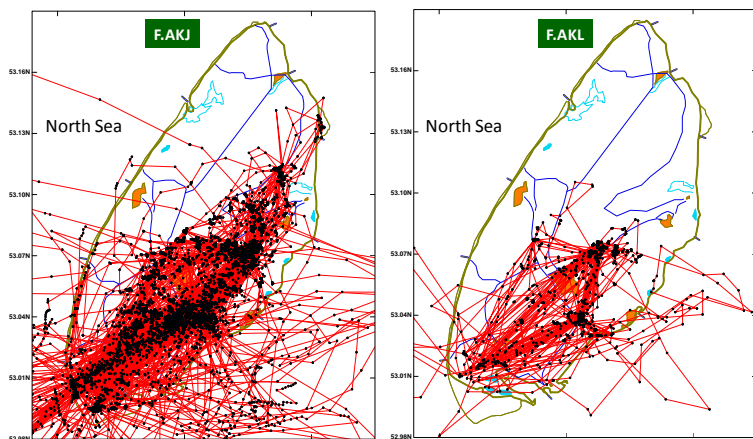 F.AKJ
53.16N
53.13N
North Sea
53.10N
53.07N
53.04N
53.01N
52.98N
F.AKL
53.16N
53.13N
North Sea
53.10N
53.07N
53.04N
53.01N
52.98N